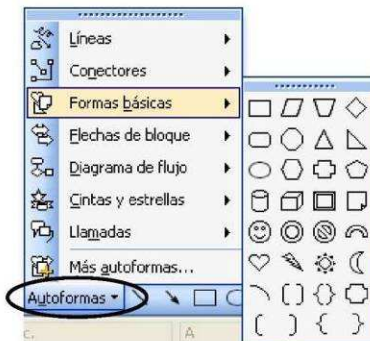 Líneas
Conectores
Formas básicas
Flechas de bloque
Diagrama de flujo
Cintas y estrellas
Llamadas
Más autoformas...
Autoformas
c.
A